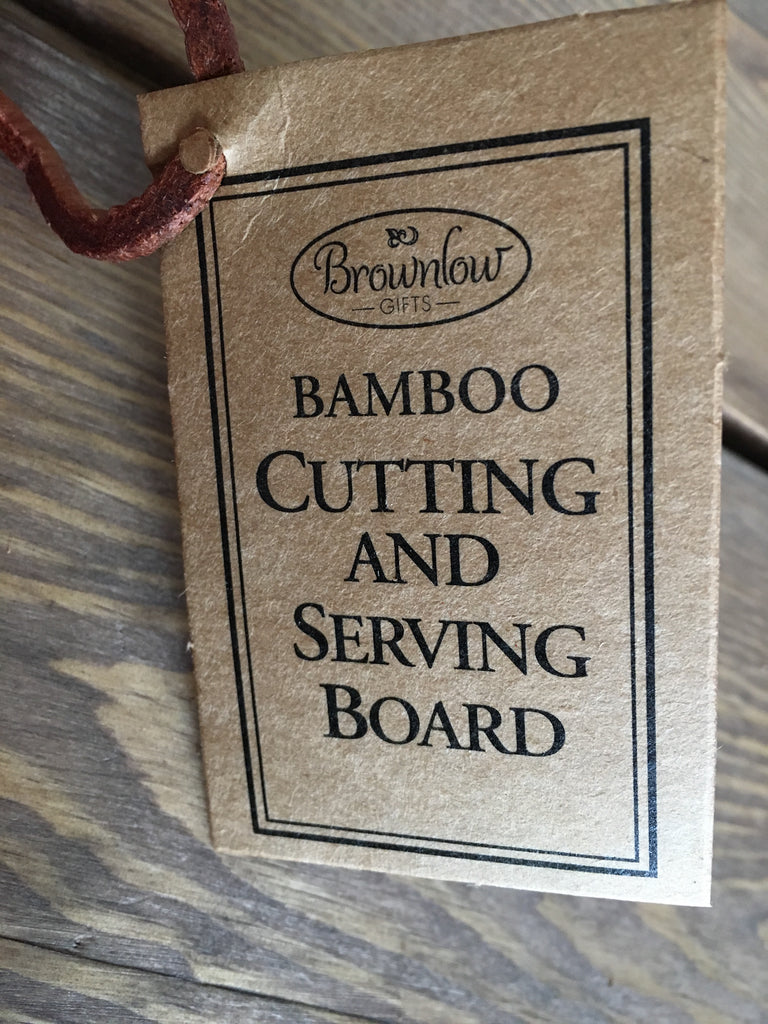 Brownlow
GIFTS
BAMBOO
CUTTING
AND
SERVING
BOARD